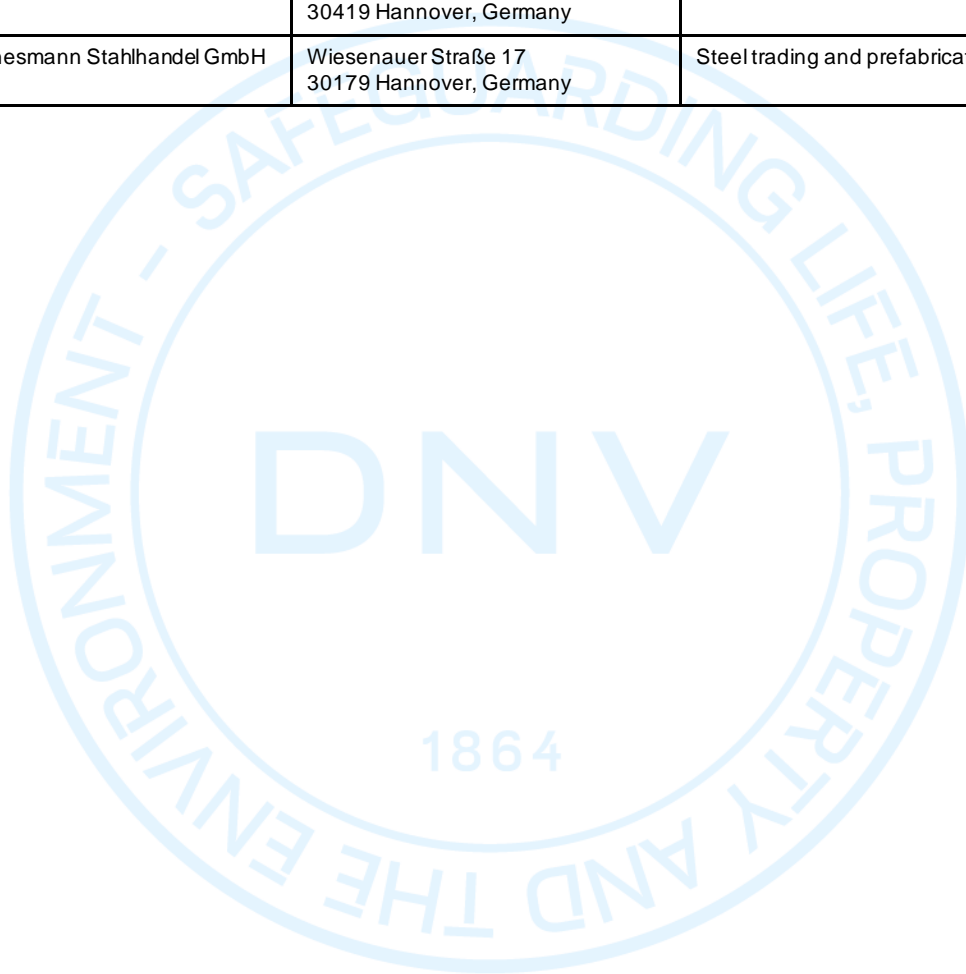 30419 Hannover, Germany
nesmann Stahlhandel GmbH
Wiesenauer Straße 17
30179 Hannover, Germany
Steel trading and prefabricat
SAFEGUARDING LIFE, PROPERTY AND THE ENVIRONMENT –
DNV
1864